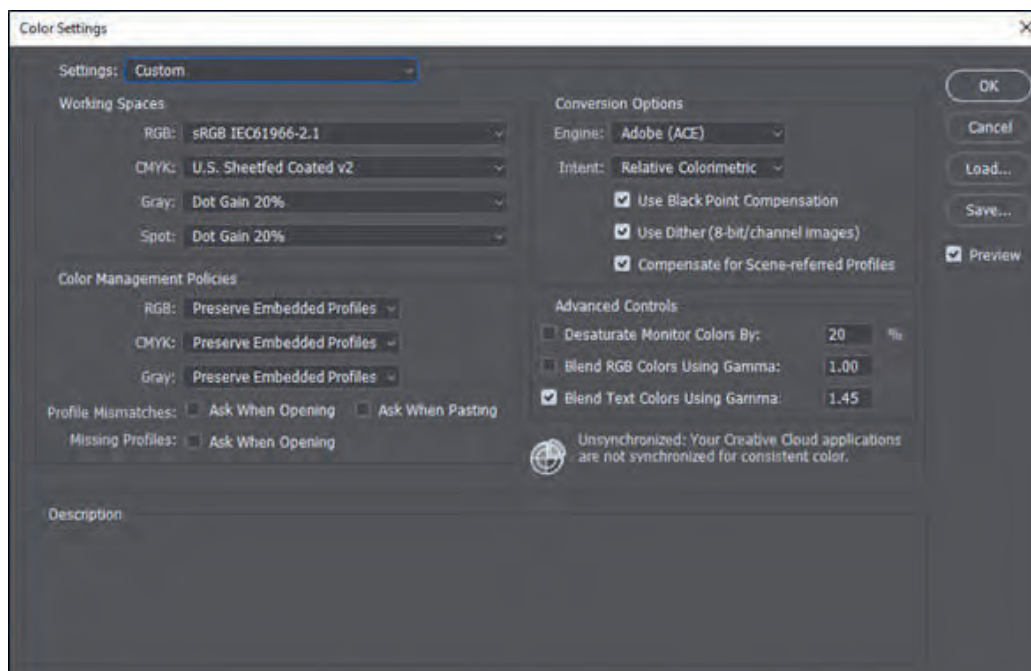 Color Settings
Settings: Custom
Working Spaces
RGB: sRGB IEC61966-2.1
CMYK: U.S. Sheetfed Coated v2
Gray: Dot Gain 20%
Spot: Dot Gain 20%
Color Management Policies
RGB: Preserve Embedded Profiles
CMYK: Preserve Embedded Profiles
Gray: Preserve Embedded Profiles
Profile Mismatches: Ask When Opening Ask When Pasting
Missing Profiles: Ask When Opening
Conversion Options
Engine: Adobe (ACE)
Intent: Relative Colorimetric
Use Black Point Compensation
Use Dither (8-bit/channel images)
Compensate for Scene-referred Profiles
Advanced Controls
Desaturate Monitor Colors By: 20 %
Blend RGB Colors Using Gamma: 1.00
Blend Text Colors Using Gamma: 1.45
Unsynchronized: Your Creative Cloud applications
are not synchronized for consistent color.
OK
Cancel
Load...
Save...
Preview
Description